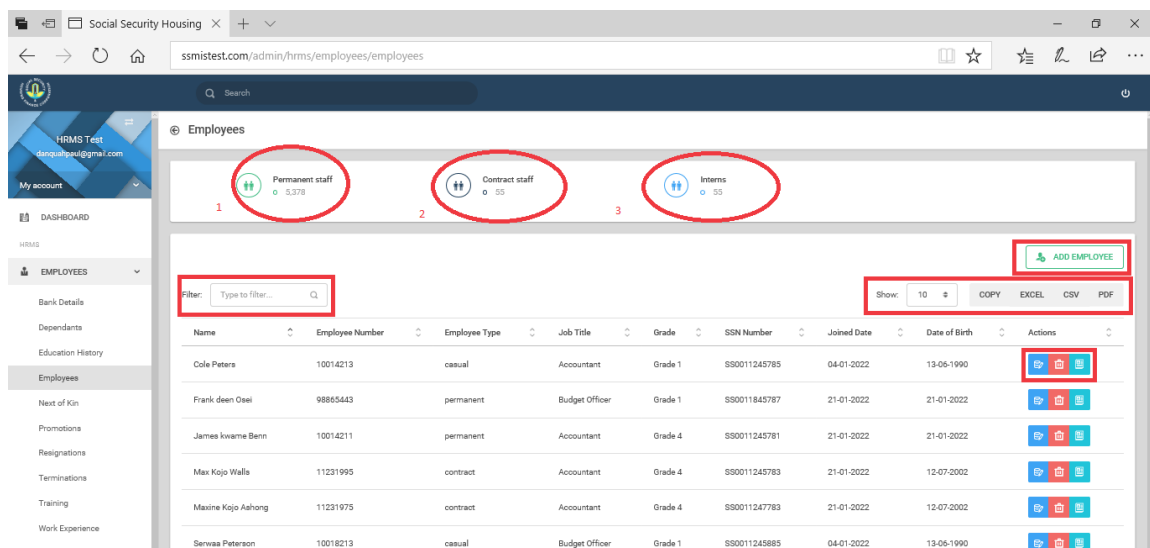 Social Security Housing
ssmistest.com/admin/hrms/employees/employees
Search
HRMS Test
danquahpaul@gmail.com
My account
DASHBOARD
HRMS
EMPLOYEES
Bank Details
Dependants
Education History
Employees
Next of Kin
Promotions
Resignations
Terminations
Training
Work Experience
Employees
1 Permanent staff
5,378
2 Contract staff
55
3 Interns
55
ADD EMPLOYEE
Filter: Type to filter... Show: 10 COPY EXCEL CSV PDF
Name Employee Number Employee Type Job Title Grade SSN Number Joined Date Date of Birth Actions
Cole Peters 10014213 casual Accountant Grade 1 SS0011245785 04-01-2022 13-06-1990
Frank deen Osei 98865443 permanent Budget Officer Grade 1 SS0011845787 21-01-2022 21-01-2022
James kwame Benn 10014211 permanent Accountant Grade 4 SS0011245781 21-01-2022 21-01-2022
Max Kojo Walls 11231995 contract Accountant Grade 4 SS0011245783 21-01-2022 12-07-2002
Maxine Kojo Ashong 11231975 contract Accountant Grade 4 SS0011247783 21-01-2022 12-07-2002
Serwaa Peterson 10018213 casual Budget Officer Grade 1 SS0011245885 04-01-2022 13-06-1990